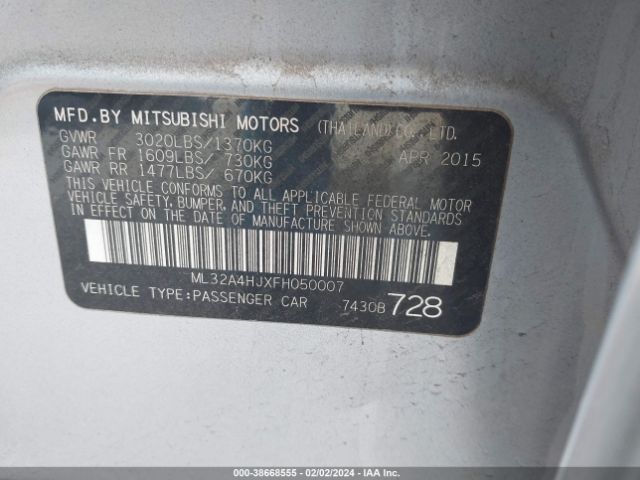 MFD.BY MITSUBISHI MOTORS (THAILAND) CO., LTD.
GVWR 3020LBS/1370KG
GAWR FR 1609LBS/ 730KG APR 2015
GAWR RR 1477LBS/ 670KG
THIS VEHICLE CONFORMS TO ALL APPLICABLE FEDERAL MOTOR
VEHICLE SAFETY, BUMPER, AND THEFT PREVENTION STANDARDS
IN EFFECT ON THE DATE OF MANUFACTURE SHOWN ABOVE.
ML32A4HJXFH050007
VEHICLE TYPE:PASSENGER CAR 7430B 728
000-38668555 - 02/02/2024 - IAA Inc.